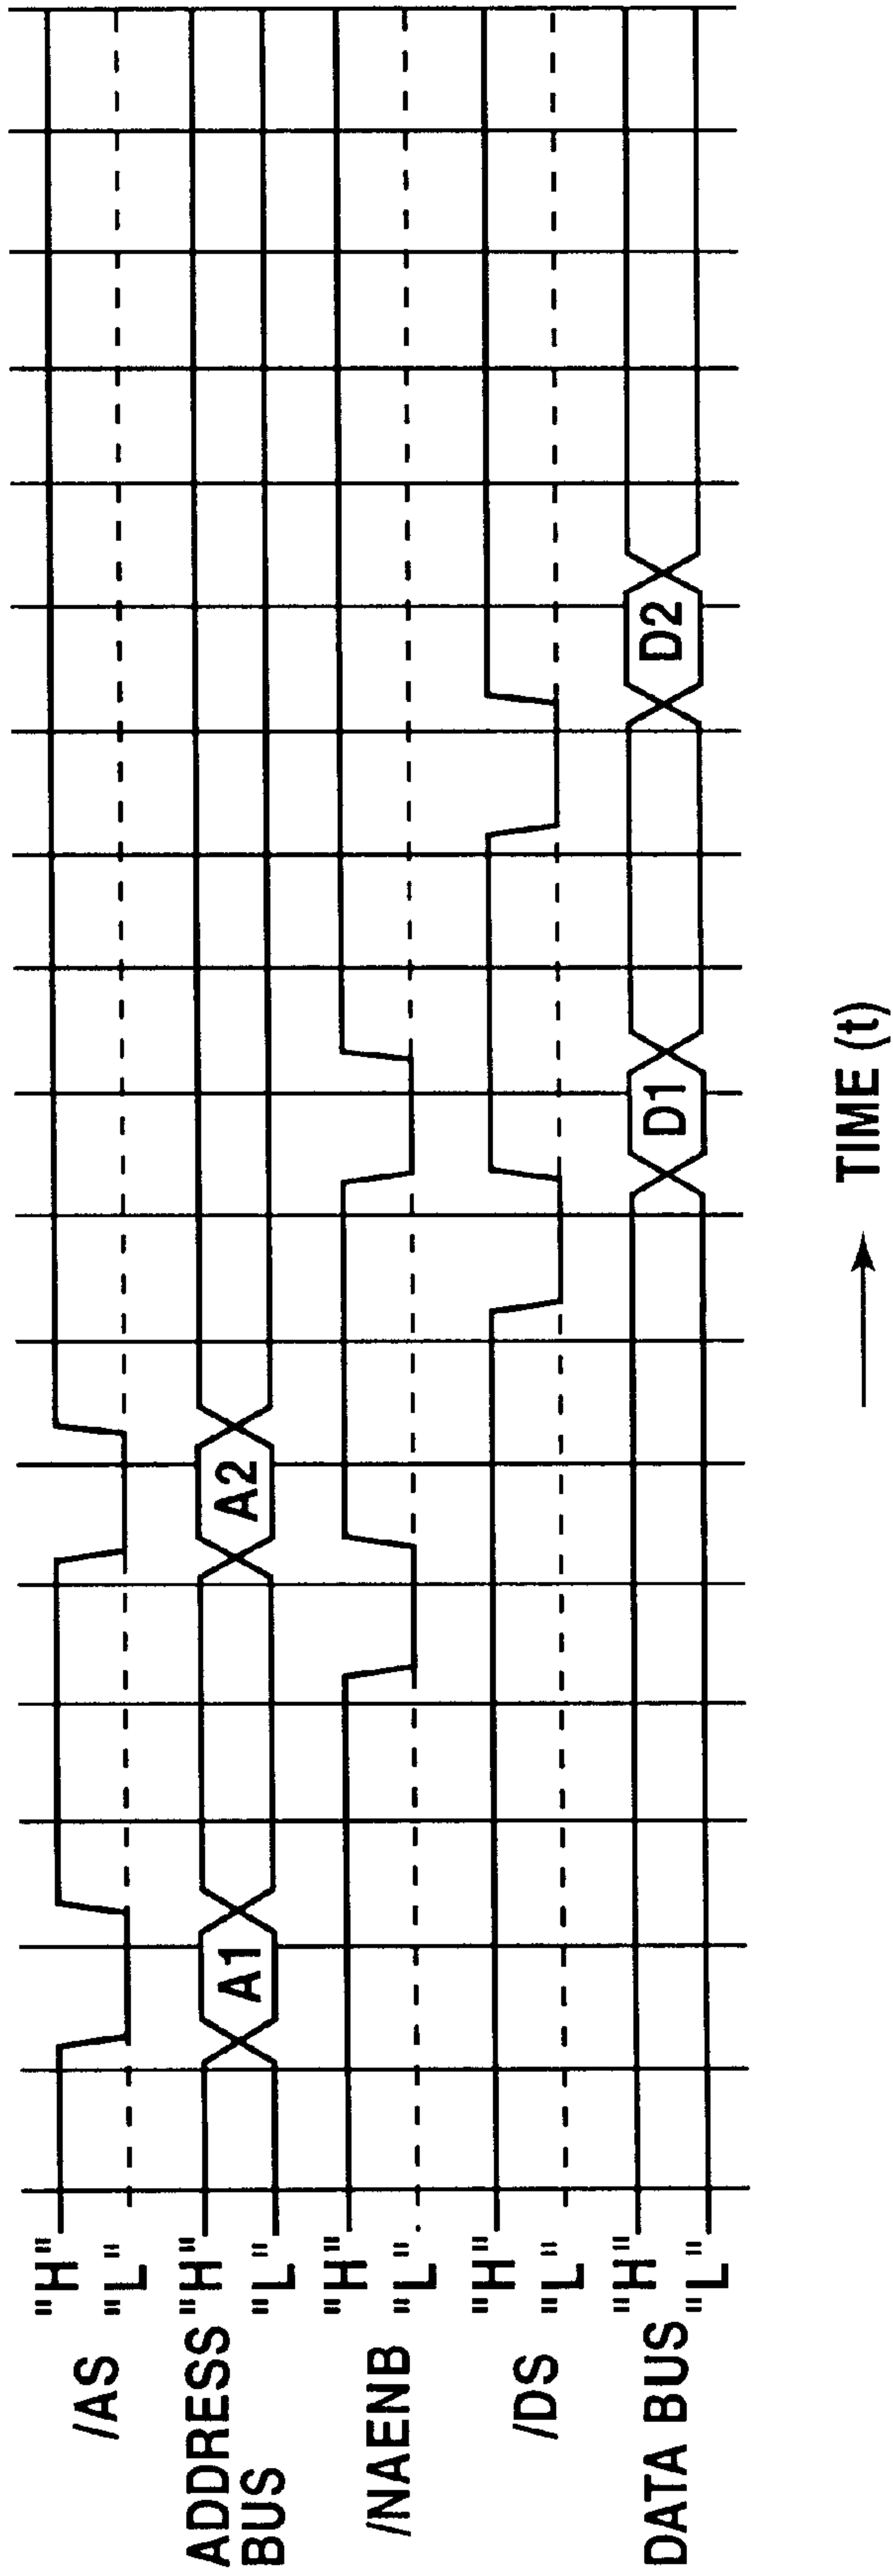 /AS
"H"
"L"
A1
A2
ADDRESS
BUS
"H"
"L"
/NAENB
"H"
"L"
/DS
"H"
"L"
DATA BUS
"H"
"L"
D1
D2
TIME (t)